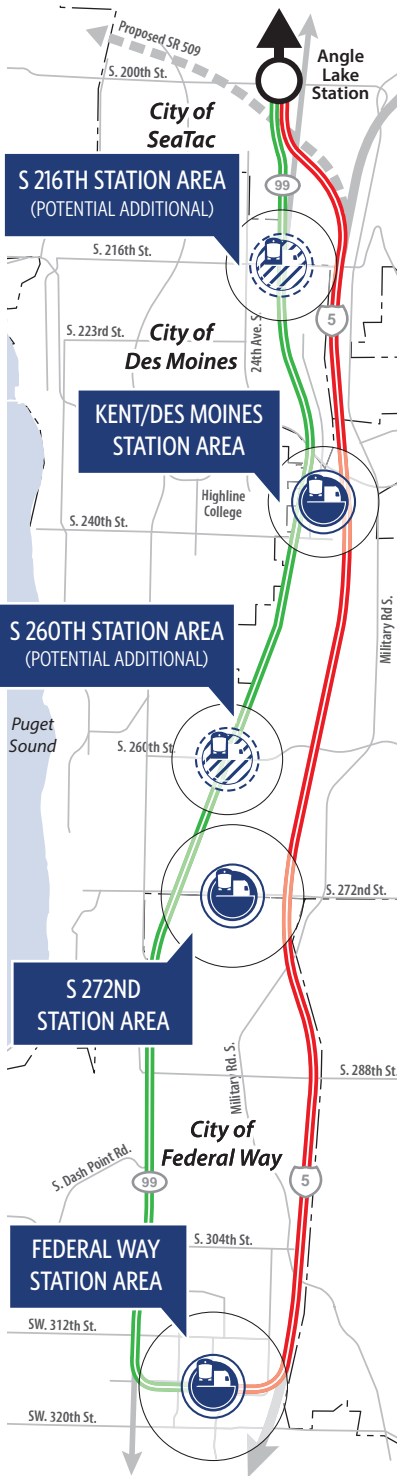 Proposed SR 509
S. 200th St.
Angle
Lake
Station
City of
SeaTac
S 216TH STATION AREA
(POTENTIAL ADDITIONAL)
99
S. 216th St.
24th Ave. S.
5
S. 223rd St.
City of
Des Moines
KENT/DES MOINES
STATION AREA
Highline
College
S. 240th St.
Military Rd S.
S 260TH STATION AREA
(POTENTIAL ADDITIONAL)
Puget
Sound
S. 260th St.
S. 272nd St.
S 272ND
STATION AREA
S. 288th St.
Military Rd. S.
City of
Federal Way
S. Dash Point Rd.
99
5
S. 304th St.
FEDERAL WAY
STATION AREA
SW. 312th St.
SW. 320th St.